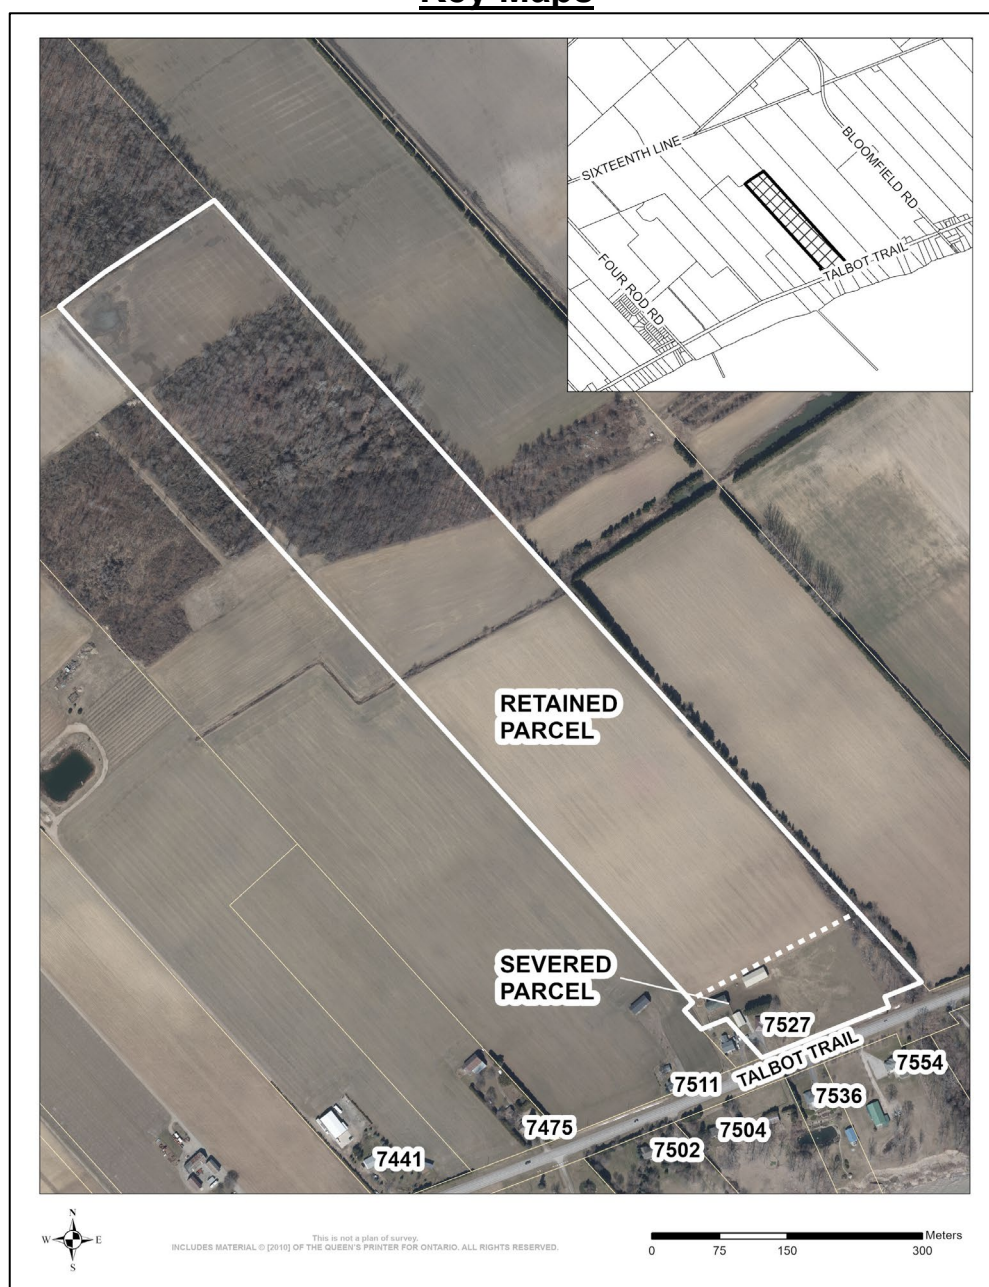 Key Maps
SIXTEENTH LINE
BLOOMFIELD RD
FOUR ROD RD
TALBOT TRAIL
RETAINED
PARCEL
SEVERED
PARCEL
7527
TALBOT TRAIL
7554
7511
7536
7504
7475
7502
7441
N
W E
S
This is not a plan of survey.
INCLUDES MATERIAL © [2010] OF THE QUEEN'S PRINTER FOR ONTARIO. ALL RIGHTS RESERVED.
Meters
0 75 150 300